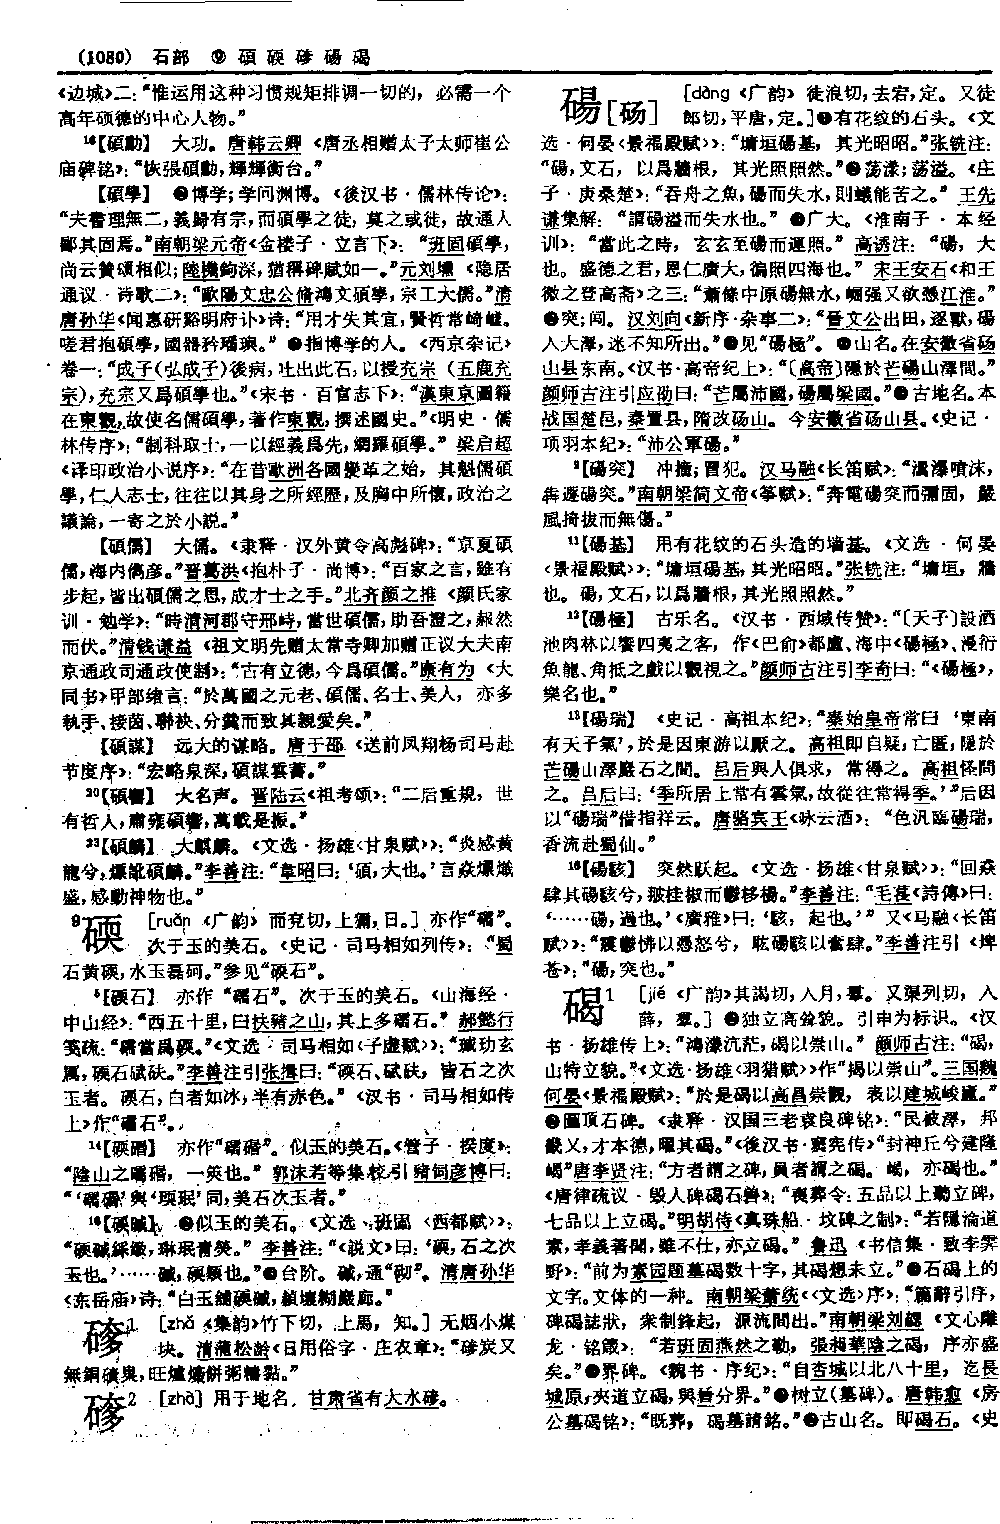 (1080) 石部 ⑨ 碩 碝 硶 碭 碣
《边城》二：“惟运用这种习惯规矩排调一切的，必需一个
高年硕德的中心人物。”
¹⁸【碩勳】 大功。唐韩云卿《唐丞相赠太子太师崔公
庙碑铭》：“恢張碩勳，輝輝衡台。”
【碩學】 ❶博学；学问渊博。《後汉书·儒林传论》：
“夫書理無二，義歸有宗，而碩學之徒，莫之或徙，故通人
鄙其固焉。”南朝梁元帝《金楼子·立言下》：“班固碩學，
尚云贊頌相似；陸機鉤深，猶稱碑賦如一。”元刘壎《隐居
通议·诗歌二》：“歐陽文忠公脩鴻文碩學，宗工大儒。”清
唐孙华《闻惠研谿明府讣》诗：“用才失其宜，賢哲常崎嶇。
嗟君抱碩學，國器矜璠璵。”❷指博学的人。《西京杂记》
卷一：“成子(弘成子)後病，吐出此石，以授充宗（五鹿充
宗），充宗又爲碩學也。”《宋书·百官志下》：“漢東京圖籍
在東觀，故使名儒碩學，著作東觀，撰述國史。”《明史·儒
林传序》：“制科取士，一以經義爲先，網羅碩學。”梁启超
《译印政治小说序》：“在昔歐洲各國變革之始，其魁儒碩
學，仁人志士，往往以其身之所經歷，及胸中所懷，政治之
議論，一寄之於小説。”
【碩儒】 大儒。《隶释·汉外黄令高彪碑》：“京夏碩
儒，海内儁彦。”晋葛洪《抱朴子·尚博》：“百家之言，雖有
步起，皆出碩儒之思，成才士之手。”北齐颜之推《颜氏家
训·勉学》：“時清河郡守邢峙，當世碩儒，助吾證之，赧然
而伏。”清钱谦益《祖文明先赠太常寺卿加赠正议大夫南
京通政司通政使制》：“古有立德，今爲碩儒。”康有为《大
同书》甲部绪言：“於萬國之元老、碩儒、名士、美人，亦多
執手、接茵、聯袂、分羹而致其親愛矣。”
【碩謀】 远大的谋略。唐于邵《送前凤翔杨司马赴
节度序》：“宏略泉深，碩謀雲蓄。”
²⁰【碩響】 大名声。晋陆云《祖考颂》：“二后重規，世
有哲人，肅雍碩響，萬載是振。”
²³【碩麟】 大麒麟。《文选·扬雄〈甘泉赋〉》：“炎感黄
龍兮，熛訛碩麟。”李善注：“韋昭曰：‘碩，大也。’言焱熛熾
盛，感動神物也。”
9碝 [ruǎn 《广韵》而兖切，上獮，日。]亦作“礝”。
次于玉的美石。《史记·司马相如列传》：“蜀
石黄碝，水玉磊砢。”参见“碝石”。
⁵【碝石】 亦作“礝石”。次于玉的美石。《山海经·
中山经》：“西五十里，曰扶豬之山，其上多礝石。”郝懿行
笺疏：“礝當爲碝。”《文选·司马相如〈子虚赋〉》：“瑊玏玄
厲，碝石碔砆。”李善注引张揖曰：“碝石、碔砆，皆石之次
玉者。碝石，白者如冰，半有赤色。”《汉书·司马相如传
上》作“礝石”。
¹⁴【碝碈】 亦作“礝碈”。似玉的美石。《管子·揆度》：
“陰山之礝碈，一筴也。”郭沫若等集校引猪饲彦博曰：
“‘礝碈’與‘瑌珉’同，美石次玉者。”
¹⁶【碝磩】 ❶似玉的美石。《文选·班固〈西都赋〉》：
“碝磩綵緻，琳珉青熒。”李善注：“《説文》曰：‘碝，石之次
玉也。’……磩，碝類也。”❷台阶。磩，通“砌”。清唐孙华
《东岳庙》诗：“白玉鋪碝磩，赬壤糊巖廊。”
硶1 [zhǎ 《集韵》竹下切，上馬，知。]无烟小煤
块。清蒲松龄《日用俗字·庄农章》：“硶炭又
無銅礦臭，旺爐爊餅粥糖黏。”
硶2 [zhà]用于地名，甘肃省有大水硶。
碭[砀] [dàng 《广韵》徒浪切，去宕，定。又徒
郎切，平唐，定。]❶有花纹的石头。《文
选·何晏〈景福殿赋〉》：“墉垣碭基，其光昭昭。”张铣注：
“碭，文石，以爲牆根，其光照照然。”❷荡漾；荡溢。《庄
子·庚桑楚》：“吞舟之魚，碭而失水，則蟻能苦之。”王先
谦集解：“謂碭溢而失水也。”❸广大。《淮南子·本经
训》：“當此之時，玄玄至碭而運照。”高诱注：“碭，大
也。盛德之君，恩仁廣大，徧照四海也。”宋王安石《和王
微之登高斋》之三：“蕭條中原碭無水，崛强又欲憑江淮。”
❹突；闯。汉刘向《新序·杂事二》：“晉文公出田，逐獸，碭
入大澤，迷不知所出。”❺见“碭極”。❻山名。在安徽省砀
山县东南。《汉书·高帝纪上》：“〔高帝〕隱於芒碭山澤間。”
颜师古注引应劭曰：“芒屬沛國，碭屬梁國。”❼古地名。本
战国楚邑，秦置县，隋改砀山。今安徽省砀山县。《史记·
项羽本纪》：“沛公軍碭。”
⁹【碭突】 冲撞；冒犯。汉马融《长笛赋》：“濆瀑噴沫，
犇遯碭突。”南朝梁简文帝《筝赋》：“奔電碭突而彌固，嚴
風掎拔而無傷。”
¹¹【碭基】 用有花纹的石头造的墙基。《文选·何晏
〈景福殿赋〉》：“墉垣碭基，其光昭昭。”张铣注：“墉垣，牆
也。碭，文石，以爲牆根，其光照照然。”
¹³【碭極】 古乐名。《汉书·西域传赞》：“〔天子〕設酒
池肉林以饗四夷之客，作《巴俞》都盧、海中《碭極》、漫衍
魚龍、角抵之戲以觀視之。”颜师古注引李奇曰：“《碭極》，
樂名也。”
¹³【碭瑞】 《史记·高祖本纪》：“秦始皇帝常曰‘東南
有天子氣’，於是因東游以厭之。高祖即自疑，亡匿，隱於
芒碭山澤巖石之間。吕后與人俱求，常得之。高祖怪問
之。吕后曰：‘季所居上常有雲氣，故從往常得季。’”后因
以“碭瑞”借指祥云。唐骆宾王《咏云酒》：“色汎臨碭瑞，
香流赴蜀仙。”
¹⁶【碭駭】 突然跃起。《文选·扬雄〈甘泉赋〉》：“回猋
肆其碭駭兮，翍桂椒而鬱栘楊。”李善注：“毛萇《詩傳》曰：
‘……碭，過也。’《廣雅》曰：‘駭，起也。’”又《马融〈长笛
赋〉》：“震鬱怫以憑怒兮，耾碭駭以奮肆。”李善注引《埤
苍》：“碭，突也。”
碣1 [jié 《广韵》其謁切，入月，羣。又渠列切，入
薛，羣。]❶独立高耸貌。引申为标识。《汉
书·扬雄传上》：“鴻濛沆茫，碣以崇山。”颜师古注：“碣，
山特立貌。”《文选·扬雄〈羽猎赋〉》作“揭以崇山”。三国魏
何晏《景福殿赋》：“於是碣以高昌崇觀，表以建城峻廬。”
❷圆頂石碑。《隶释·汉国三老袁良碑铭》：“民被澤，邦
畿乂，才本德，曜其碣。”《後汉书·窦宪传》“封神丘兮建隆
嵑”唐李贤注：“方者謂之碑，員者謂之碣。嵑，亦碣也。”
《唐律疏议·毁人碑碣石兽》：“喪葬令：五品以上聽立碑，
七品以上立碣。”明胡侍《真珠船·坟碑之制》：“若隱淪道
素，孝義著聞，雖不仕，亦立碣。”鲁迅《书信集·致李霁
野》：“前为素园题墓碣数十字，其碣想未立。”❸石碣上的
文字。文体的一种。南朝梁萧统《〈文选〉序》：“篇辭引序，
碑碣誌狀，衆制鋒起，源流間出。”南朝梁刘勰《文心雕
龙·铭箴》：“若班固燕然之勒，張昶華陰之碣，序亦盛
矣。”❹界碑。《魏书·序纪》：“自杏城以北八十里，迄長
城原，夾道立碣，與晉分界。”❺树立(墓碑)。唐韩愈《房
公墓碣铭》：“既葬，碣墓請銘。”❻古山名。即碣石。《史